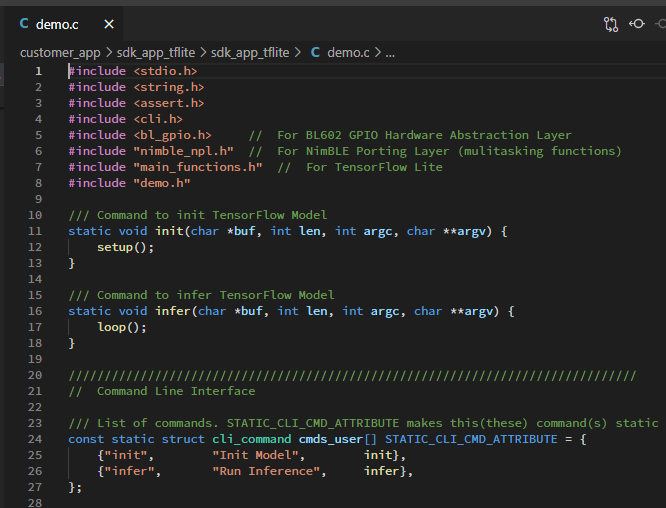 C demo.c ×
customer_app > sdk_app_tflite > sdk_app_tflite > C demo.c > ...
1 #include <stdio.h>
2 #include <string.h>
3 #include <assert.h>
4 #include <cli.h>
5 #include <bl_gpio.h>     //  For BL602 GPIO Hardware Abstraction Layer
6 #include "nimble_npl.h"  //  For NimBLE Porting Layer (mulitasking functions)
7 #include "main_functions.h"  //  For TensorFlow Lite
8 #include "demo.h"
9
10 /// Command to init TensorFlow Model
11 static void init(char *buf, int len, int argc, char **argv) {
12     setup();
13 }
14
15 /// Command to infer TensorFlow Model
16 static void infer(char *buf, int len, int argc, char **argv) {
17     loop();
18 }
19
20 ///////////////////////////////////////////////////////////////////////////////
21 //  Command Line Interface
22
23 /// List of commands. STATIC_CLI_CMD_ATTRIBUTE makes this(these) command(s) static
24 const static struct cli_command cmds_user[] STATIC_CLI_CMD_ATTRIBUTE = {
25     {"init",        "Init Model",        init},
26     {"infer",       "Run Inference",     infer},
27 };
28